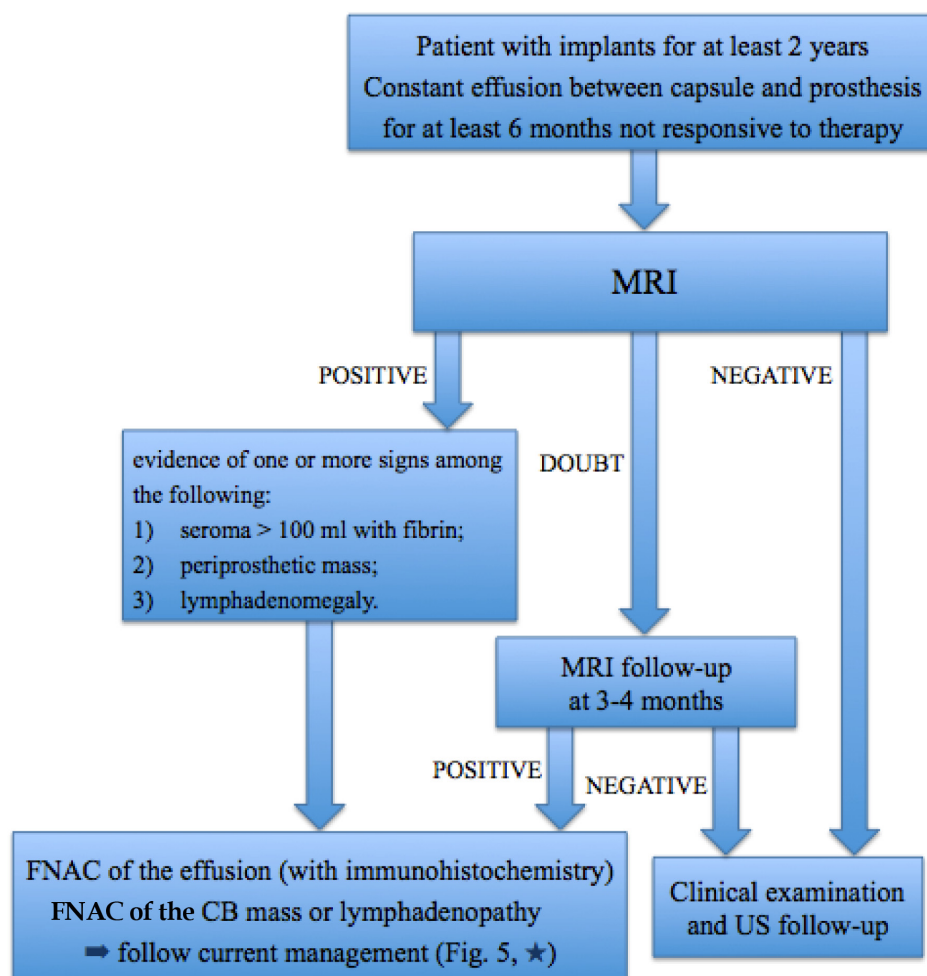 Patient with implants for at least 2 years
Constant effusion between capsule and prosthesis
for at least 6 months not responsive to therapy
MRI
POSITIVE
NEGATIVE
DOUBT
evidence of one or more signs among
the following:
1) seroma > 100 ml with fibrin;
2) periprosthetic mass;
3) lymphadenomegaly.
MRI follow-up
at 3-4 months
POSITIVE
NEGATIVE
FNAC of the effusion (with immunohistochemistry)
FNAC of the CB mass or lymphadenopathy
➡ follow current management (Fig. 5, ★)
Clinical examination
and US follow-up